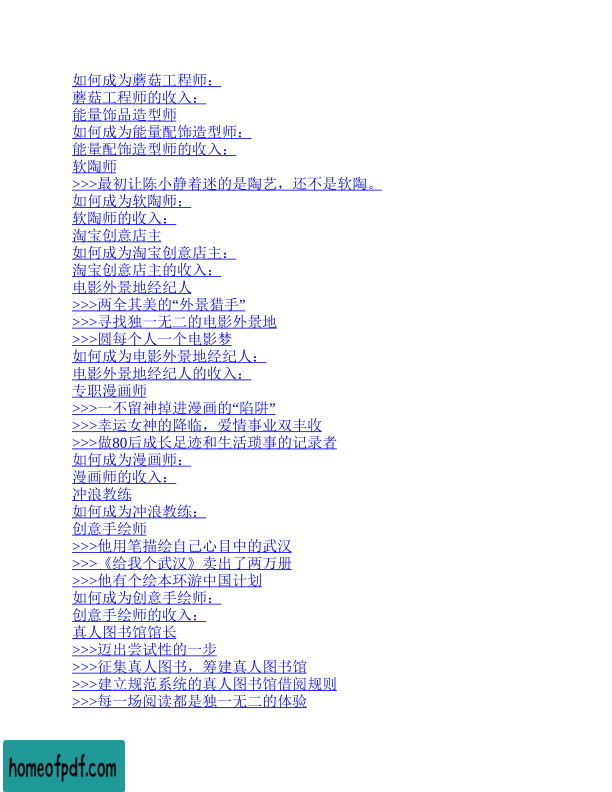 如何成为蘑菇工程师：
蘑菇工程师的收入：
能量饰品造型师
如何成为能量配饰造型师：
能量配饰造型师的收入：
软陶师
>>>最初让陈小静着迷的是陶艺，还不是软陶。
如何成为软陶师：
软陶师的收入：
淘宝创意店主
如何成为淘宝创意店主：
淘宝创意店主的收入：
电影外景地经纪人
>>>两全其美的“外景猎手”
>>>寻找独一无二的电影外景地
>>>圆每个人一个电影梦
如何成为电影外景地经纪人：
电影外景地经纪人的收入：
专职漫画师
>>>一不留神掉进漫画的“陷阱”
>>>幸运女神的降临，爱情事业双丰收
>>>做80后成长足迹和生活琐事的记录者
如何成为漫画师：
漫画师的收入：
冲浪教练
如何成为冲浪教练：
创意手绘师
>>>他用笔描绘自己心目中的武汉
>>>《给我个武汉》卖出了两万册
>>>他有个绘本环游中国计划
如何成为创意手绘师：
创意手绘师的收入：
真人图书馆馆长
>>>迈出尝试性的一步
>>>征集真人图书，筹建真人图书馆
>>>建立规范系统的真人图书馆借阅规则
>>>每一场阅读都是独一无二的体验
homeofpdf.com